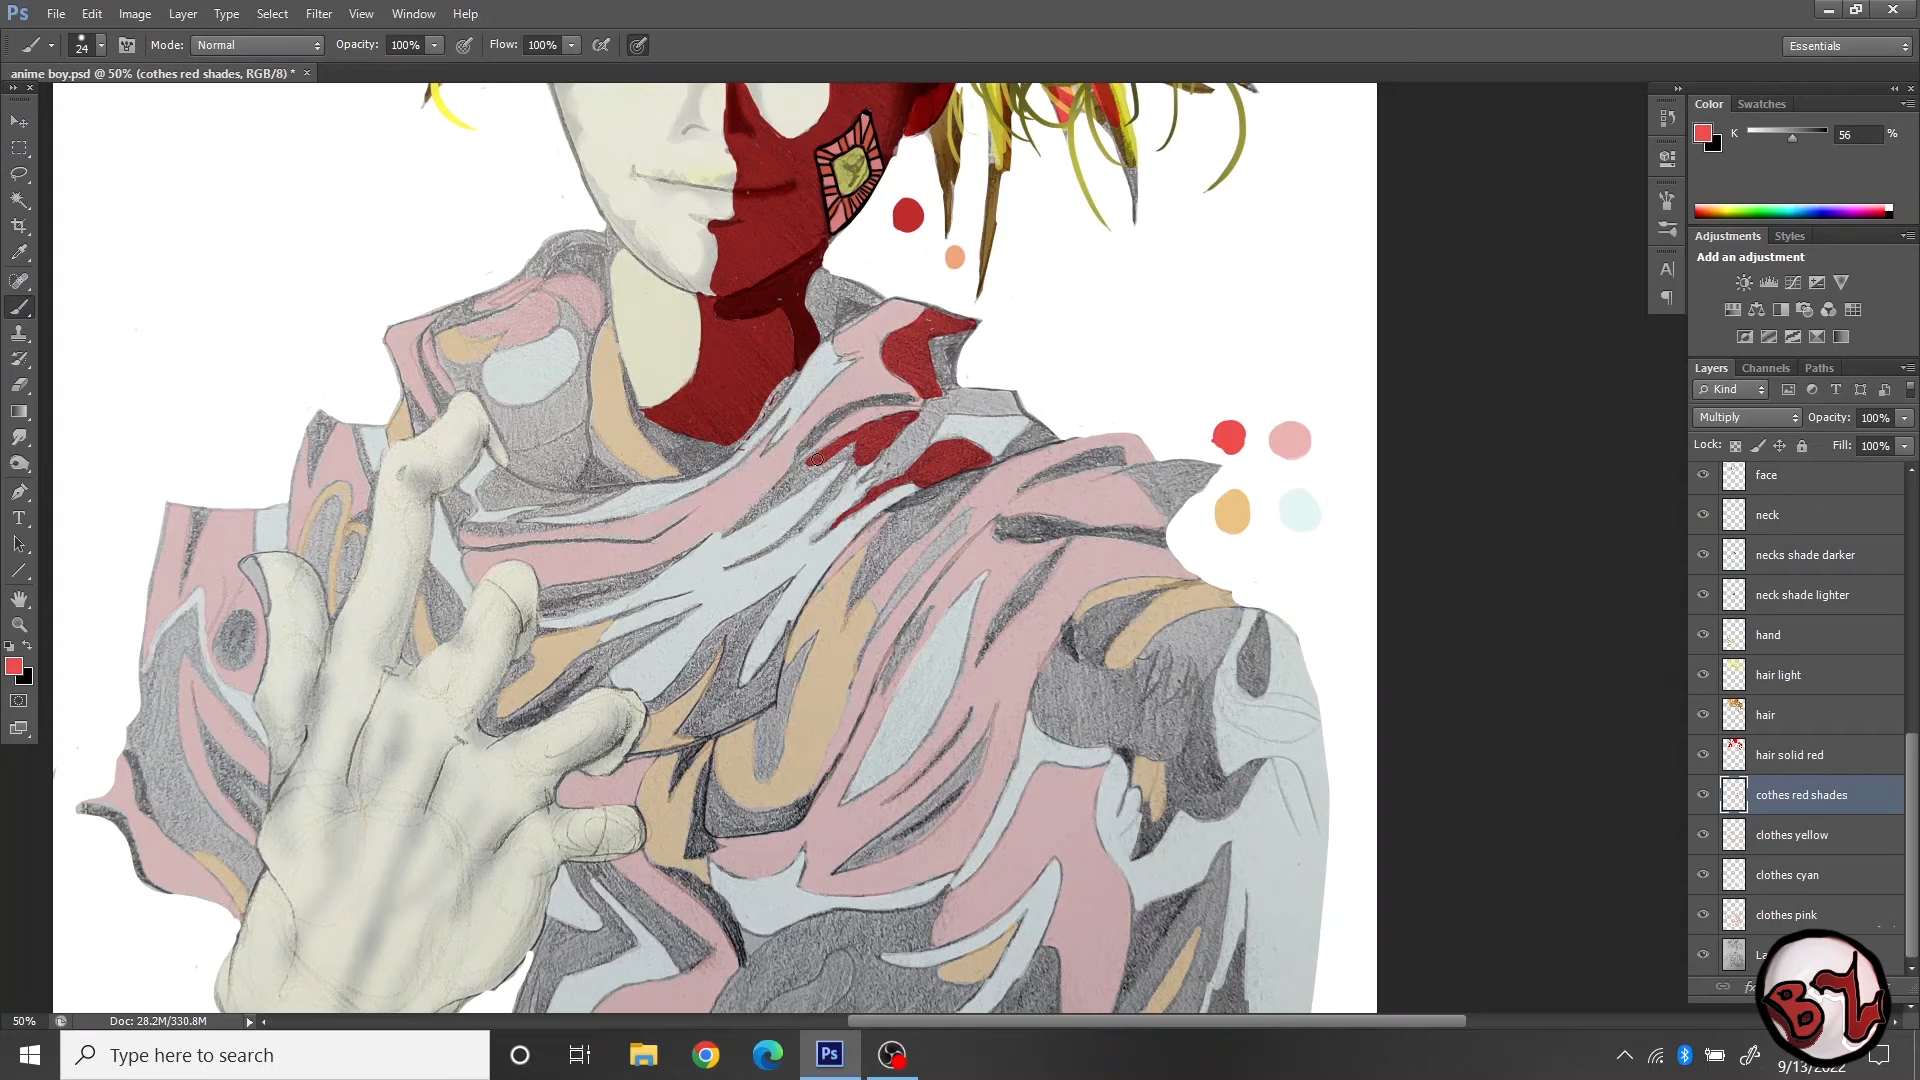 Ps File Edit Image Layer Type Select Filter View Window Help
24 Mode: Normal Opacity: 100% Flow: 100% Essentials
anime boy.psd @ 50% (cothes red shades, RGB/8) * ×
Color Swatches
K 56 %
Adjustments Styles
Add an adjustment
Layers Channels Paths
Kind
Multiply Opacity: 100%
Lock: Fill: 100%
face
neck
necks shade darker
neck shade lighter
hand
hair light
hair
hair solid red
cothes red shades
clothes yellow
clothes cyan
clothes pink
50% Doc: 28.2M/330.8M
Type here to search
Ps
9/13/2022